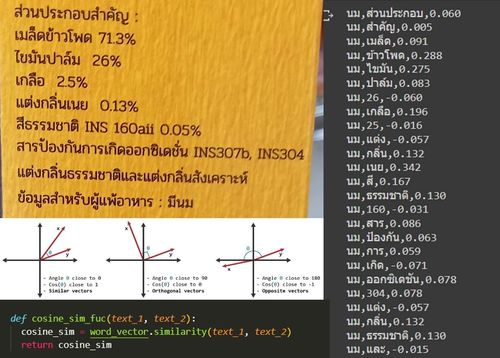 ส่วนประกอบสำคัญ :
เมล็ดข้าวโพด 71.3%
ไขมันปาล์ม 26%
เกลือ 2.5%
แต่งกลิ่นเนย 0.13%
สีธรรมชาติ INS 160aii 0.05%
สารป้องกันการเกิดออกซิเดชั่น INS307b, INS304
แต่งกลิ่นธรรมชาติและแต่งกลิ่นสังเคราะห์
ข้อมูลสำหรับผู้แพ้อาหาร : มีนม
x
y
θ
- Angle θ close to 0
- Cos(θ) close to 1
- Similar vectors
x
y
θ
- Angle θ close to 90
- Cos(θ) close to 0
- Orthogonal vectors
x
y
θ
- Angle θ close to 180
- Cos(θ) close to -1
- Opposite vectors
def cosine_sim_fuc(text_1, text_2):
cosine_sim = word_vector.similarity(text_1, text_2)
return cosine_sim
นม,ส่วนประกอบ,0.060
นม,สำคัญ,0.005
นม,เมล็ด,0.091
นม,ข้าวโพด,0.288
นม,ไขมัน,0.275
นม,ปาล์ม,0.083
นม,26,-0.060
นม,เกลือ,0.196
นม,25,-0.016
นม,แต่ง,-0.057
นม,กลิ่น,0.132
นม,เนย,0.342
นม,สี,0.167
นม,ธรรมชาติ,0.130
นม,160,-0.031
นม,สาร,0.086
นม,ป้องกัน,0.063
นม,การ,0.059
นม,เกิด,-0.071
นม,ออกซิเดชั่น,0.078
นม,304,0.078
นม,แต่ง,-0.057
นม,กลิ่น,0.132
นม,ธรรมชาติ,0.130
นม,และ,-0.015